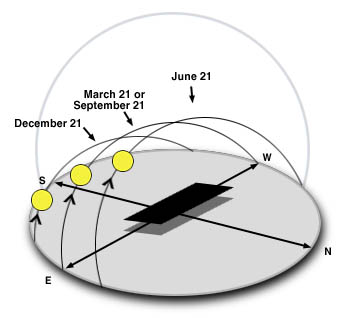 June 21
March 21 or
September 21
December 21
W
S
N
E